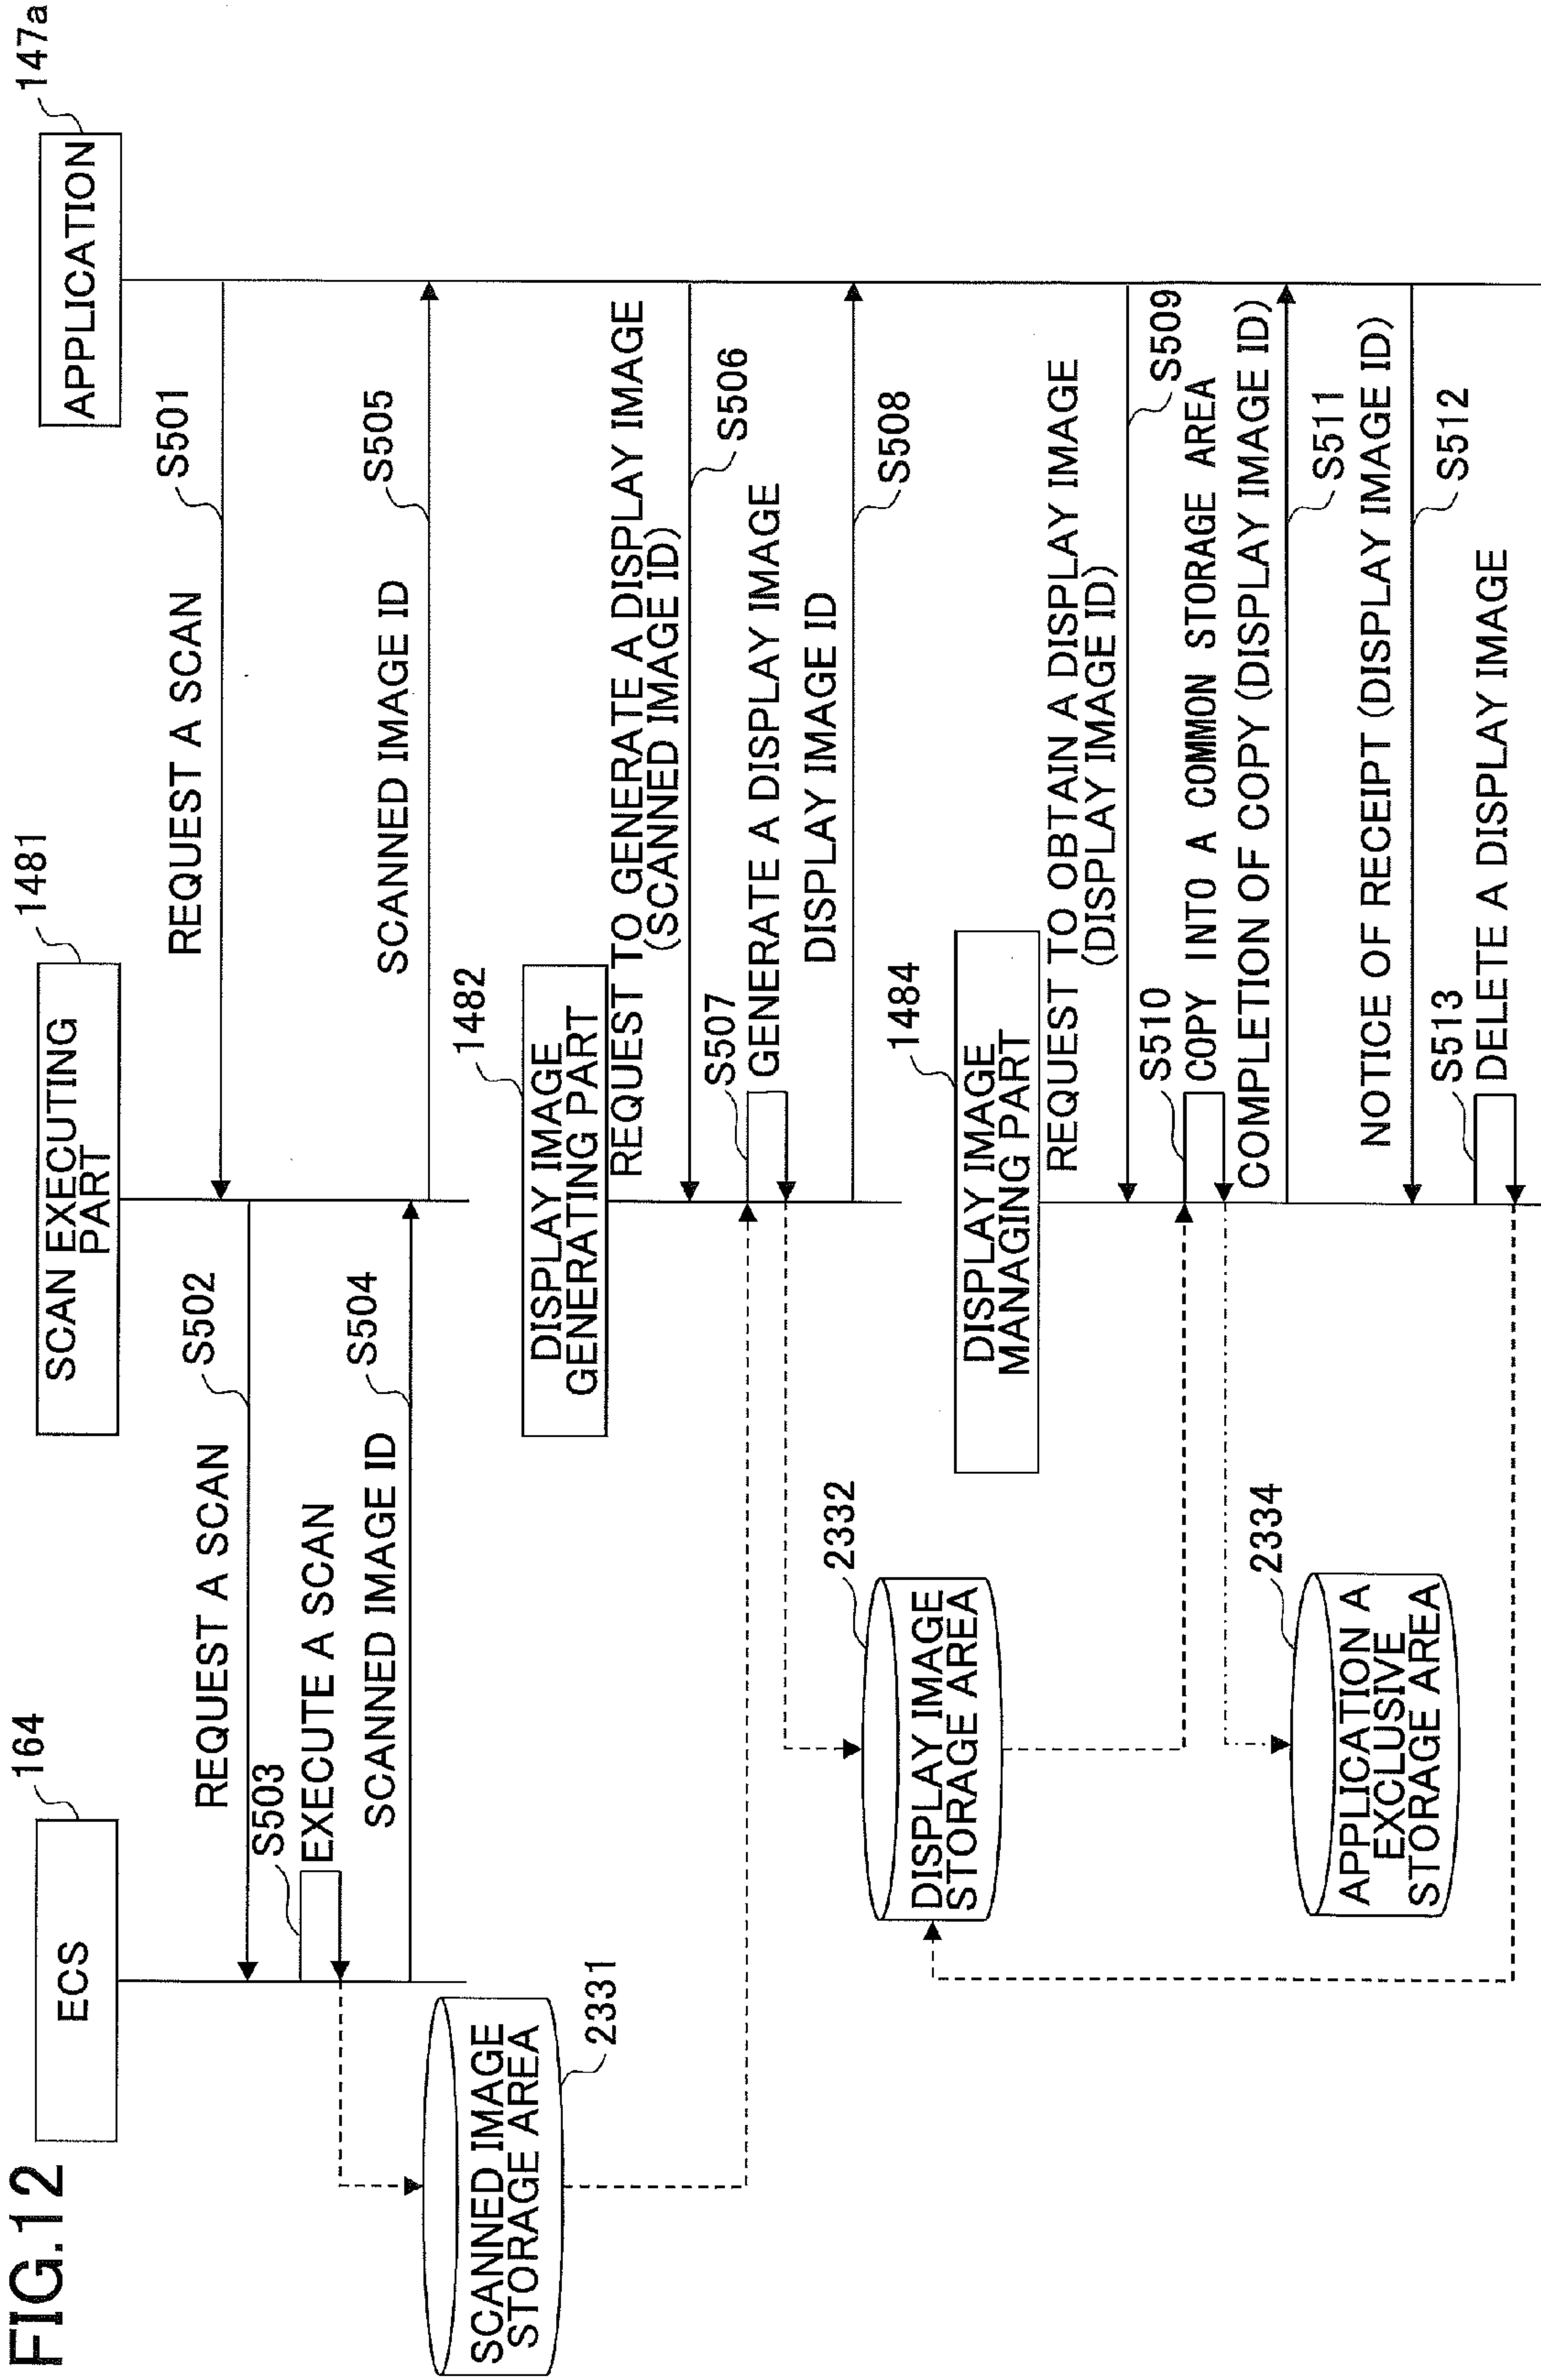 FIG.12
ECS
164
SCAN EXECUTING
PART
1481
APPLICATION
147a
REQUEST A SCAN
S501
REQUEST A SCAN
S502
S503
EXECUTE A SCAN
SCANNED IMAGE ID
S504
SCANNED IMAGE ID
S505
SCANNED IMAGE
STORAGE AREA
2331
DISPLAY IMAGE
GENERATING PART
1482
REQUEST TO GENERATE A DISPLAY IMAGE
(SCANNED IMAGE ID)
S506
S507
GENERATE A DISPLAY IMAGE
DISPLAY IMAGE ID
S508
DISPLAY IMAGE
STORAGE AREA
2332
DISPLAY IMAGE
MANAGING PART
1484
REQUEST TO OBTAIN A DISPLAY IMAGE
(DISPLAY IMAGE ID)
S509
S510
COPY INTO A COMMON STORAGE AREA
COMPLETION OF COPY (DISPLAY IMAGE ID)
S511
APPLICATION A
EXCLUSIVE
STORAGE AREA
2334
NOTICE OF RECEIPT (DISPLAY IMAGE ID)
S512
S513
DELETE A DISPLAY IMAGE